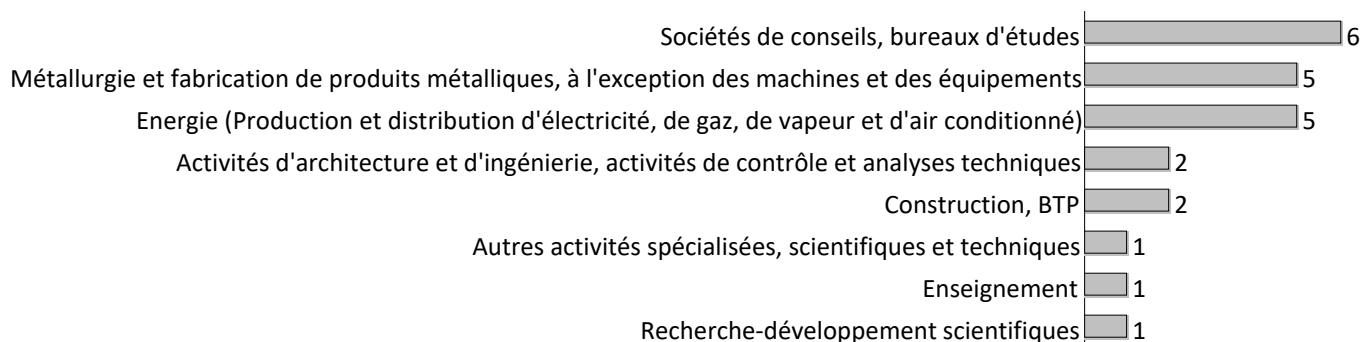 Sociétés de conseils, bureaux d'études 6
Métallurgie et fabrication de produits métalliques, à l'exception des machines et des équipements 5
Energie (Production et distribution d'électricité, de gaz, de vapeur et d'air conditionné) 5
Activités d'architecture et d'ingénierie, activités de contrôle et analyses techniques 2
Construction, BTP 2
Autres activités spécialisées, scientifiques et techniques 1
Enseignement 1
Recherche-développement scientifiques 1